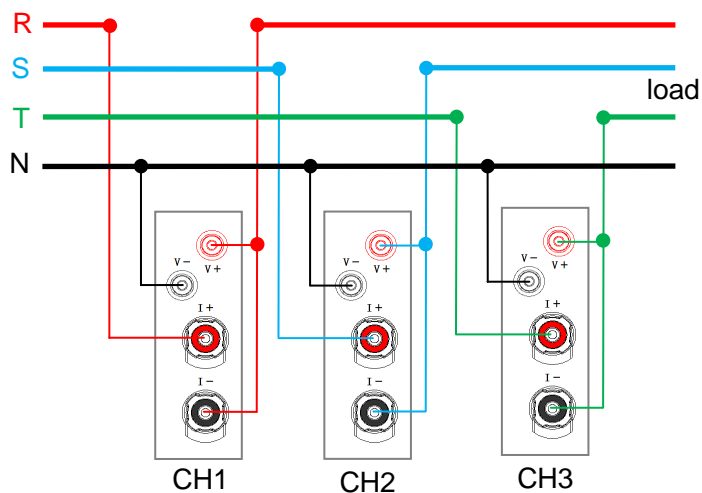 R
S
load
T
N
V- V+
I+
I-
CH1
V- V+
I+
I-
CH2
V- V+
I+
I-
CH3